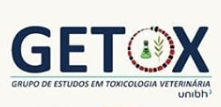 GETOX
GRUPO DE ESTUDOS EM TOXICOLOGIA VETERINÁRIA
unibh